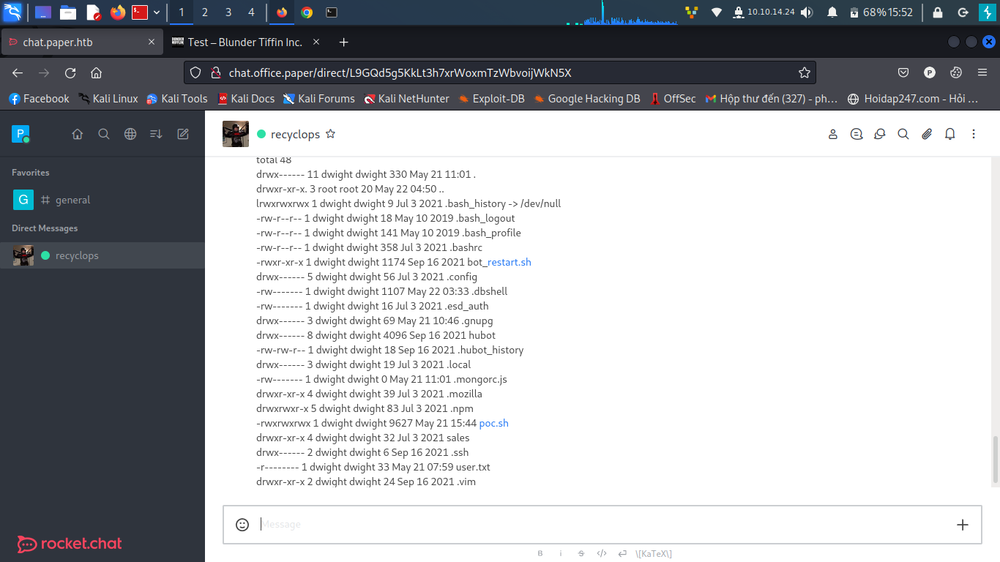 1 2 3 4 10.10.14.24 68% 15:52
chat.paper.htb Test – Blunder Tiffin Inc.
chat.office.paper/direct/L9GQd5g5KkLt3h7xrWoxmTzWbvoijWkN5X
Facebook Kali Linux Kali Tools Kali Docs Kali Forums Kali NetHunter Exploit-DB Google Hacking DB OffSec Hộp thư đến (327) - ph… Hoidap247.com - Hỏi …
P
recyclops
Favorites
G # general
Direct Messages
recyclops
total 48
drwx------ 11 dwight dwight 330 May 21 11:01 .
drwxr-xr-x. 3 root root 20 May 22 04:50 ..
lrwxrwxrwx 1 dwight dwight 9 Jul 3 2021 .bash_history -> /dev/null
-rw-r--r-- 1 dwight dwight 18 May 10 2019 .bash_logout
-rw-r--r-- 1 dwight dwight 141 May 10 2019 .bash_profile
-rw-r--r-- 1 dwight dwight 358 Jul 3 2021 .bashrc
-rwxr-xr-x 1 dwight dwight 1174 Sep 16 2021 bot_restart.sh
drwx------ 5 dwight dwight 56 Jul 3 2021 .config
-rw------- 1 dwight dwight 1107 May 22 03:33 .dbshell
-rw------- 1 dwight dwight 16 Jul 3 2021 .esd_auth
drwx------ 3 dwight dwight 69 May 21 10:46 .gnupg
drwx------ 8 dwight dwight 4096 Sep 16 2021 hubot
-rw-rw-r-- 1 dwight dwight 18 Sep 16 2021 .hubot_history
drwx------ 3 dwight dwight 19 Jul 3 2021 .local
-rw------- 1 dwight dwight 0 May 21 11:01 .mongorc.js
drwxr-xr-x 4 dwight dwight 39 Jul 3 2021 .mozilla
drwxrwxr-x 5 dwight dwight 83 Jul 3 2021 .npm
-rwxrwxrwx 1 dwight dwight 9627 May 21 15:44 poc.sh
drwxr-xr-x 4 dwight dwight 32 Jul 3 2021 sales
drwx------ 2 dwight dwight 6 Sep 16 2021 .ssh
-r-------- 1 dwight dwight 33 May 21 07:59 user.txt
drwxr-xr-x 2 dwight dwight 24 Sep 16 2021 .vim
Message
B i S </> \[KaTeX\]
rocket.chat